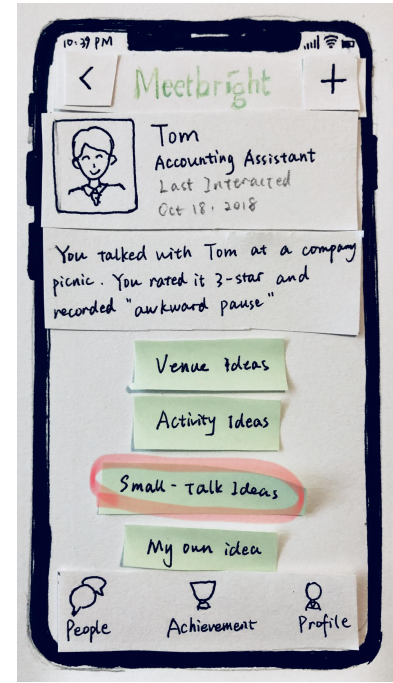 10:39 PM
<
Meetbright
+
Tom
Accounting Assistant
Last Interacted
Oct 18, 2018
You talked with Tom at a company
picnic. You rated it 3-star and
recorded "awkward pause"
Venue Ideas
Activity Ideas
Small-Talk Ideas
My own idea
People
Achievement
Profile